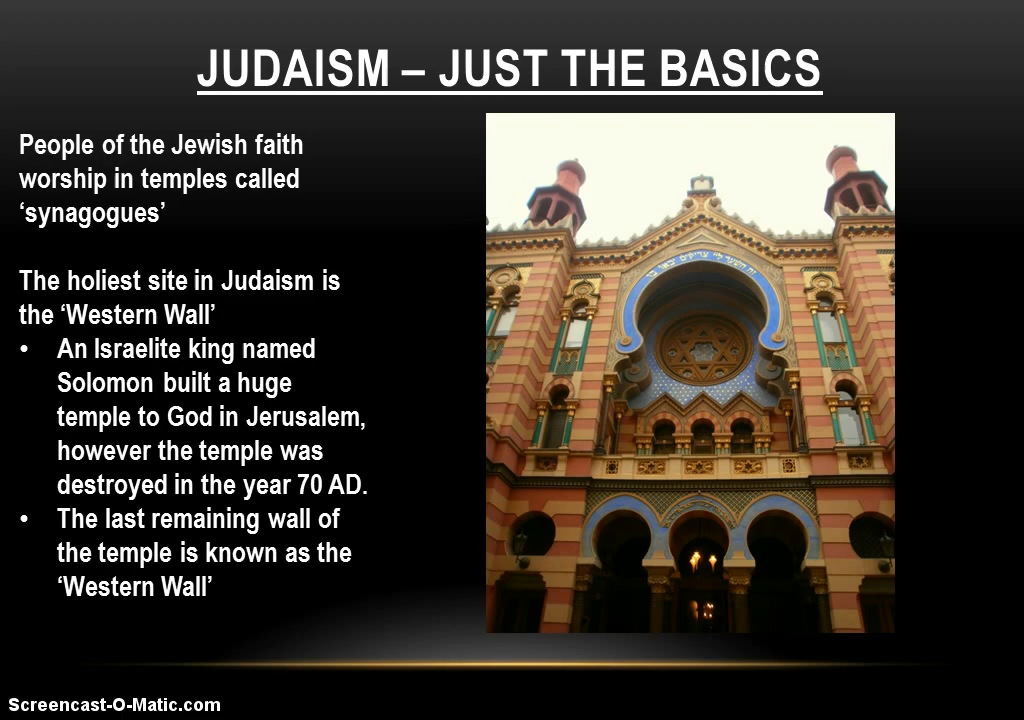 JUDAISM – JUST THE BASICS
People of the Jewish faith
worship in temples called
‘synagogues’
The holiest site in Judaism is
the ‘Western Wall’
• An Israelite king named
Solomon built a huge
temple to God in Jerusalem,
however the temple was
destroyed in the year 70 AD.
• The last remaining wall of
the temple is known as the
‘Western Wall’
Screencast-O-Matic.com